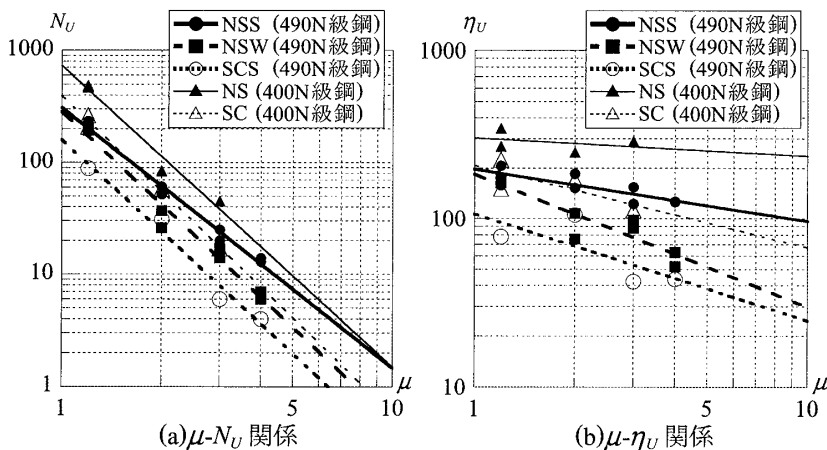 N_U
NSS (490N級鋼)
NSW (490N級鋼)
SCS (490N級鋼)
NS (400N級鋼)
SC (400N級鋼)
1000
100
10
1
1
5
10
μ
(a)μ-N_U 関係
η_U
NSS (490N級鋼)
NSW (490N級鋼)
SCS (490N級鋼)
NS (400N級鋼)
SC (400N級鋼)
1000
100
10
1
5
10
μ
(b)μ-η_U 関係